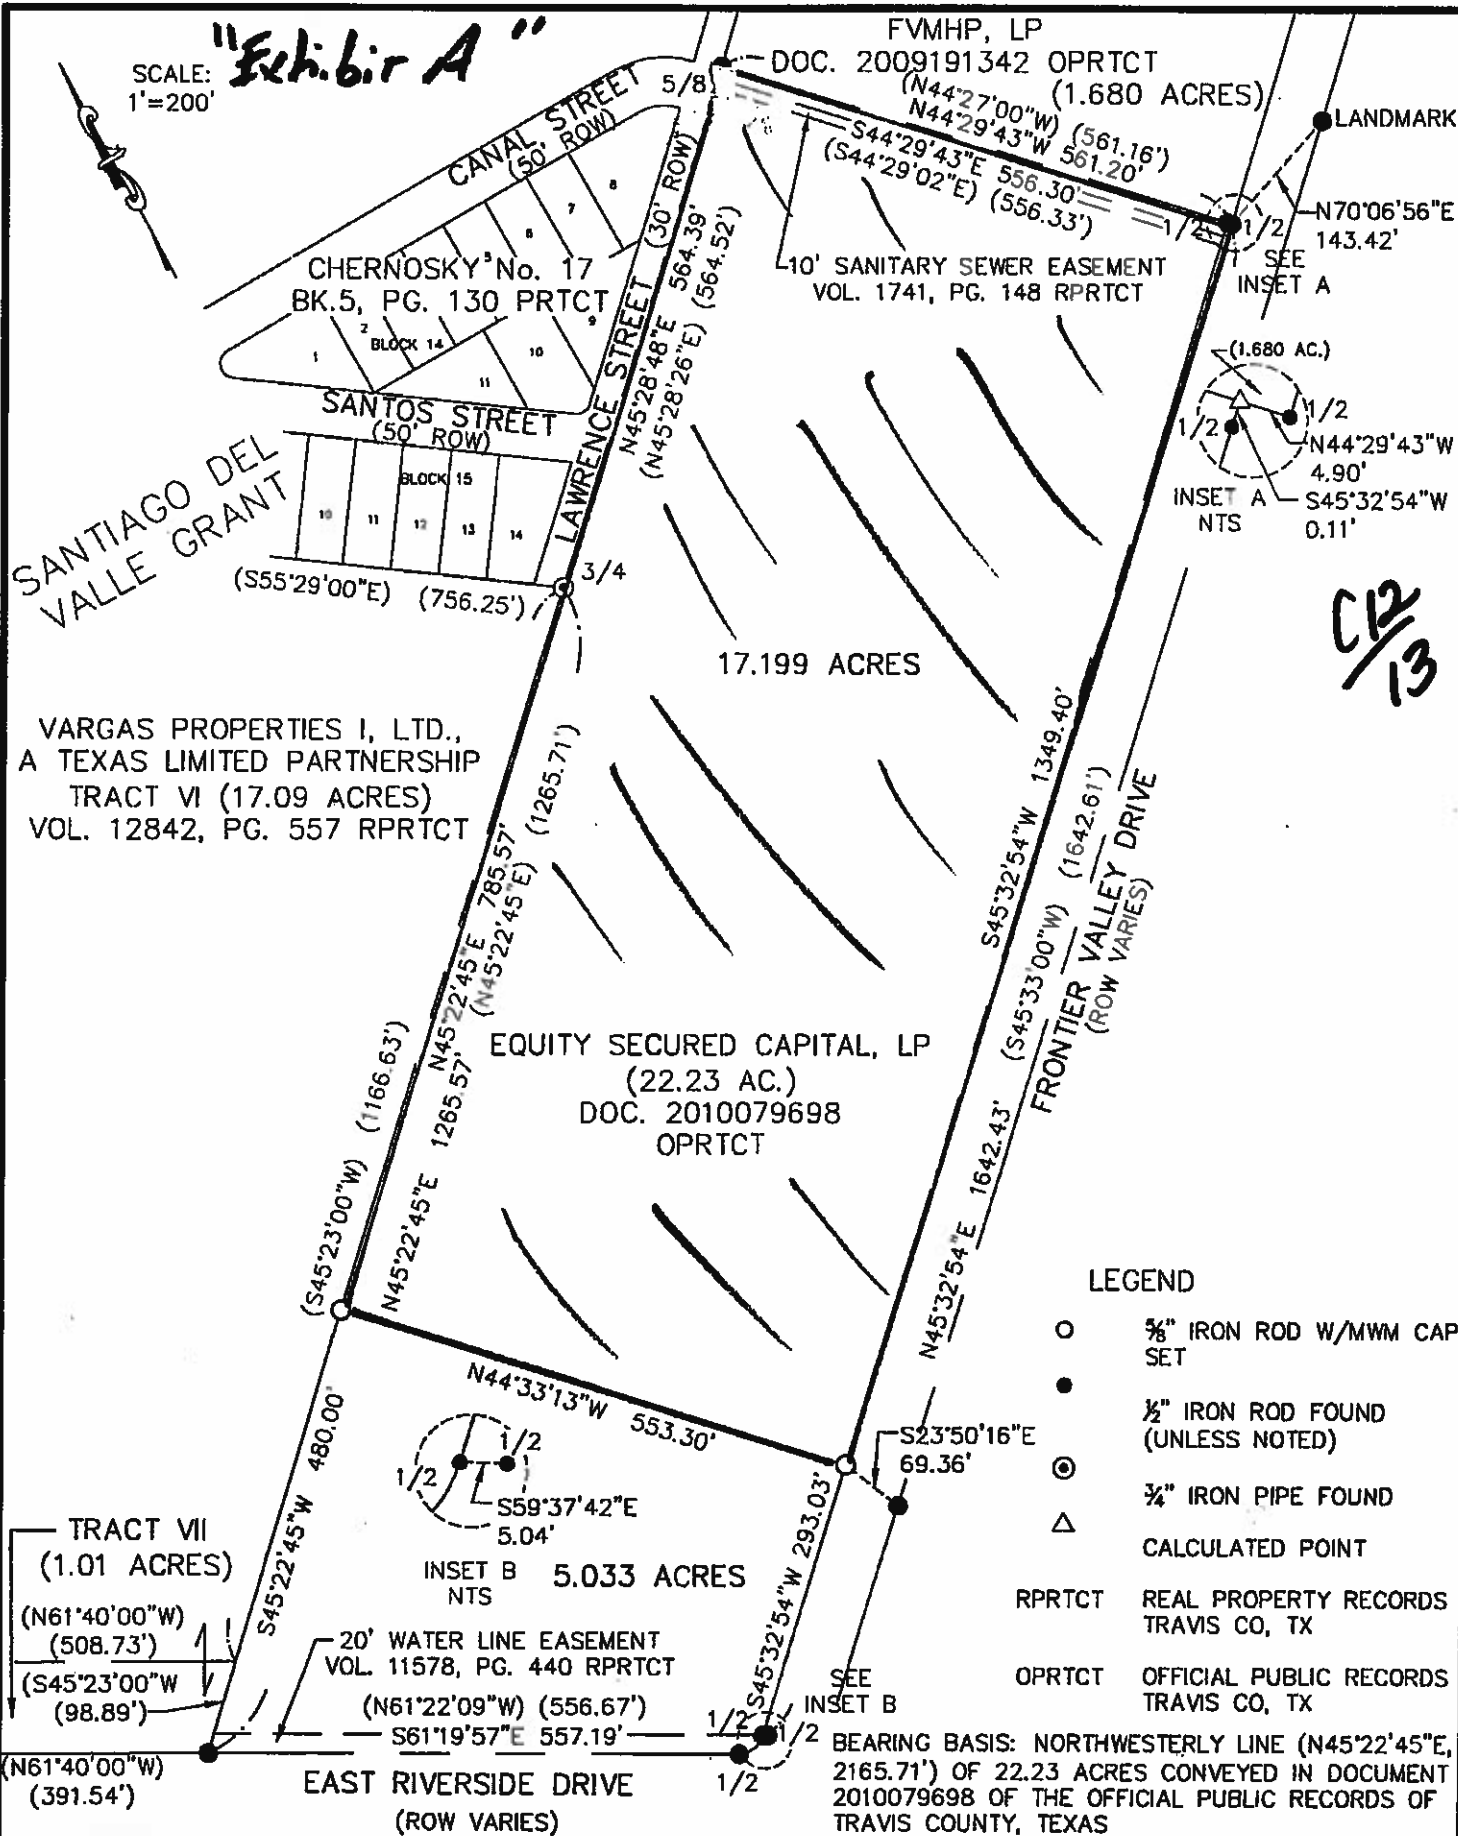 "Exhibir A"
SCALE:
1'=200'
FVMHP, LP
DOC. 2009191342 OPRTCT
(1.680 ACRES)
(N44°27'00"W) (561.16')
N44°29'43"W 561.20'
S44°29'43"E 556.30'
(S44°29'02"E) (556.33')
5/8
CANAL STREET
(50' ROW)
LANDMARK
N70°06'56"E
143.42'
1/2
1/2
SEE
INSET A
10' SANITARY SEWER EASEMENT
VOL. 1741, PG. 148 RPRTCT
CHERNOSKY No. 17
BK.5, PG. 130 PRTCT
1
2
BLOCK 14
6
7
8
9
10
11
LAWRENCE STREET (30' ROW)
N45°28'48"E 564.39'
(N45°28'26"E) (564.52')
SANTOS STREET
(50' ROW)
BLOCK 15
10
11
12
13
14
(1.680 AC.)
1/2
1/2
N44°29'43"W
4.90'
INSET A
NTS
S45°32'54"W
0.11'
SANTIAGO DEL
VALLE GRANT
(S55°29'00"E) (756.25')
3/4
C12
/
13
17.199 ACRES
VARGAS PROPERTIES I, LTD.,
A TEXAS LIMITED PARTNERSHIP
TRACT VI (17.09 ACRES)
VOL. 12842, PG. 557 RPRTCT
S45°32'54"W 1349.40'
(S45°33'00"W) (1642.61')
FRONTIER VALLEY DRIVE
(ROW VARIES)
N45°32'54"E 1642.43'
N45°22'45"E 785.57'
(N45°22'45"E) (1265.71')
(S45°23'00"W) (1166.63')
N45°22'45"E 1265.57'
EQUITY SECURED CAPITAL, LP
(22.23 AC.)
DOC. 2010079698
OPRTCT
N44°33'13"W 553.30'
S23°50'16"E
69.36'
S45°22'45"W 480.00'
1/2
1/2
S59°37'42"E
5.04'
INSET B
NTS
5.033 ACRES
S45°32'54"W 293.03'
TRACT VII
(1.01 ACRES)
(N61°40'00"W)
(508.73')
(S45°23'00"W
(98.89')
20' WATER LINE EASEMENT
VOL. 11578, PG. 440 RPRTCT
(N61°22'09"W) (556.67')
S61°19'57"E 557.19'
SEE
INSET B
1/2
1/2
1/2
(N61°40'00"W)
(391.54')
EAST RIVERSIDE DRIVE
(ROW VARIES)
LEGEND
⅝" IRON ROD W/MWM CAP
SET
½" IRON ROD FOUND
(UNLESS NOTED)
¾" IRON PIPE FOUND
CALCULATED POINT
RPRTCT REAL PROPERTY RECORDS
TRAVIS CO, TX
OPRTCT OFFICIAL PUBLIC RECORDS
TRAVIS CO, TX
BEARING BASIS: NORTHWESTERLY LINE (N45°22'45"E,
2165.71') OF 22.23 ACRES CONVEYED IN DOCUMENT
2010079698 OF THE OFFICIAL PUBLIC RECORDS OF
TRAVIS COUNTY, TEXAS